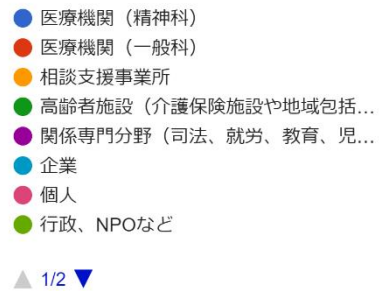 医療機関（精神科）
医療機関（一般科）
相談支援事業所
高齢者施設（介護保険施設や地域包括...
関係専門分野（司法、就労、教育、児...
企業
個人
行政、NPOなど
1/2